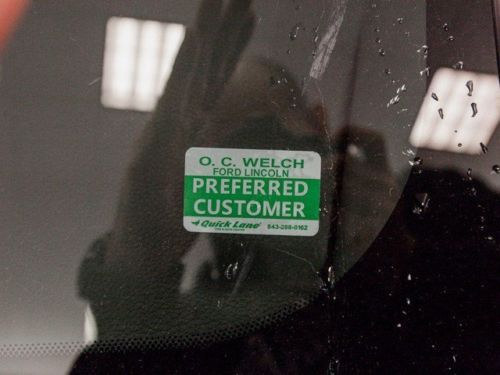 O. C. WELCH
FORD LINCOLN
PREFERRED
CUSTOMER
Quick Lane 843-288-0162